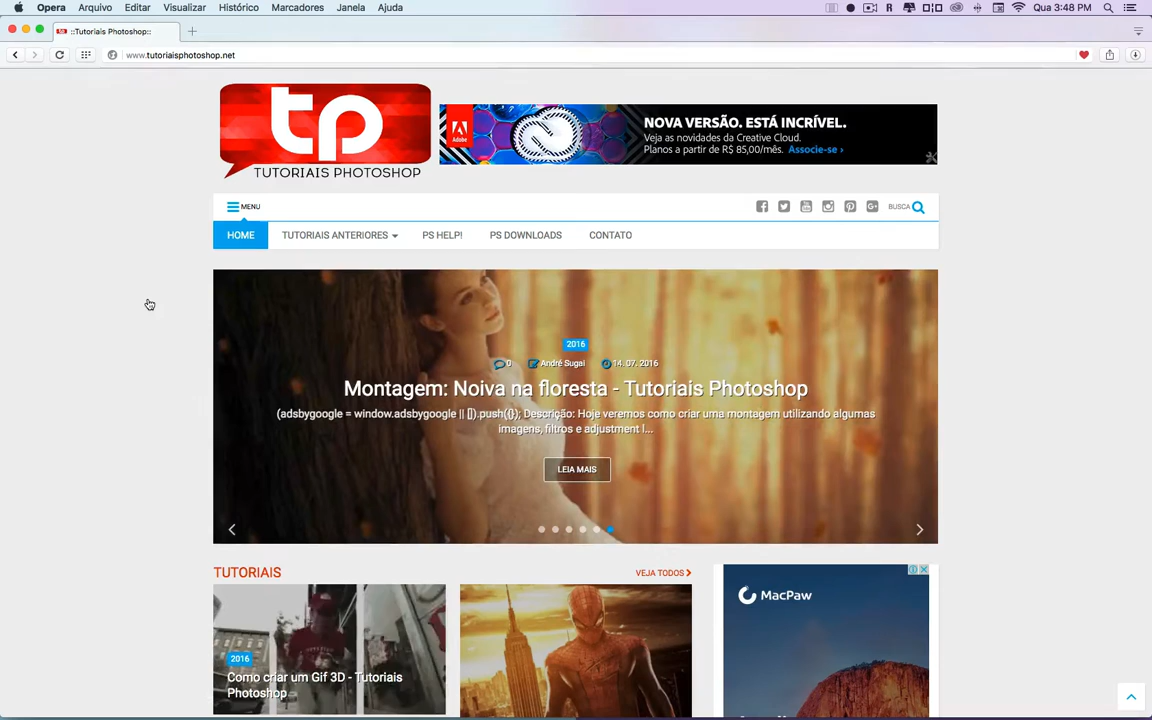 Opera Arquivo Editar Visualizar Histórico Marcadores Janela Ajuda Qua 3:48 PM
::Tutoriais Photoshop::
www.tutoriaisphotoshop.net
tp
TUTORIAIS PHOTOSHOP
Adobe
NOVA VERSÃO. ESTÁ INCRÍVEL.
Veja as novidades da Creative Cloud.
Planos a partir de R$ 85,00/mês. Associe-se ›
MENU
BUSCA
HOME TUTORIAIS ANTERIORES PS HELP! PS DOWNLOADS CONTATO
2016
0 André Sugai 14. 07. 2016
Montagem: Noiva na floresta - Tutoriais Photoshop
(adsbygoogle = window.adsbygoogle || []).push({}); Descrição: Hoje veremos como criar uma montagem utilizando algumas
imagens, filtros e adjustment l...
LEIA MAIS
TUTORIAIS
VEJA TODOS
MacPaw
2016
Como criar um Gif 3D - Tutoriais
Photoshop